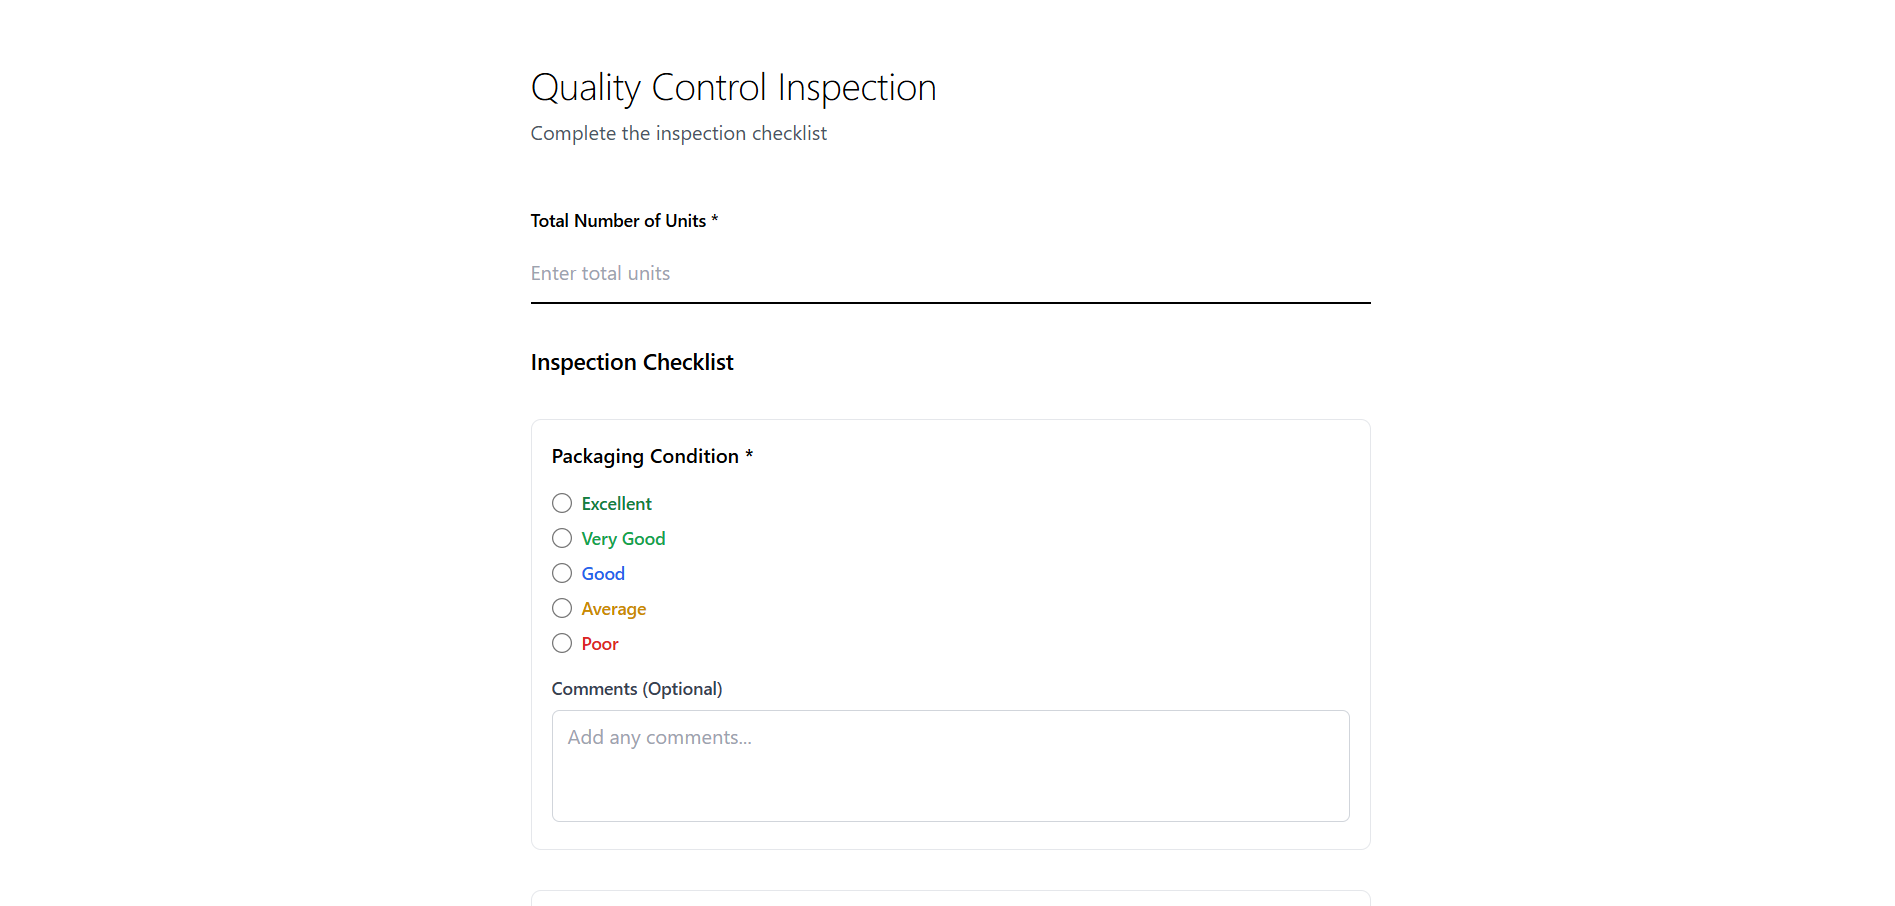 Quality Control Inspection
Complete the inspection checklist
Total Number of Units *
Enter total units
Inspection Checklist
Packaging Condition *
Excellent
Very Good
Good
Average
Poor
Comments (Optional)
Add any comments...